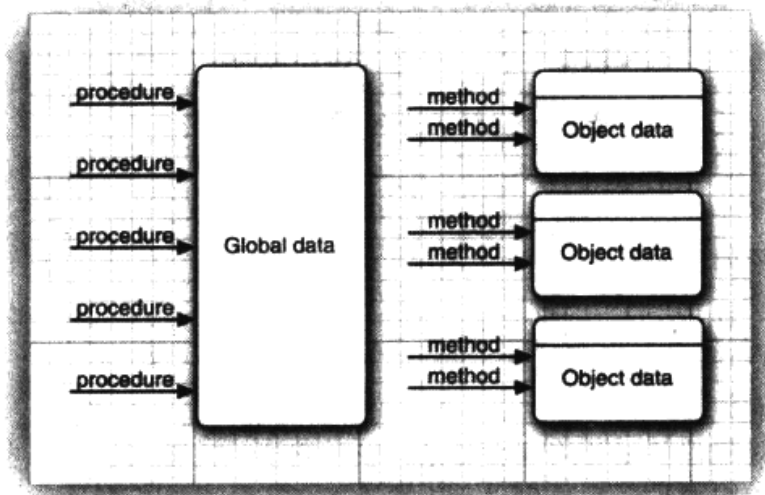 procedure
procedure
procedure
procedure
procedure
Global data
method
method
Object data
method
method
Object data
method
method
Object data